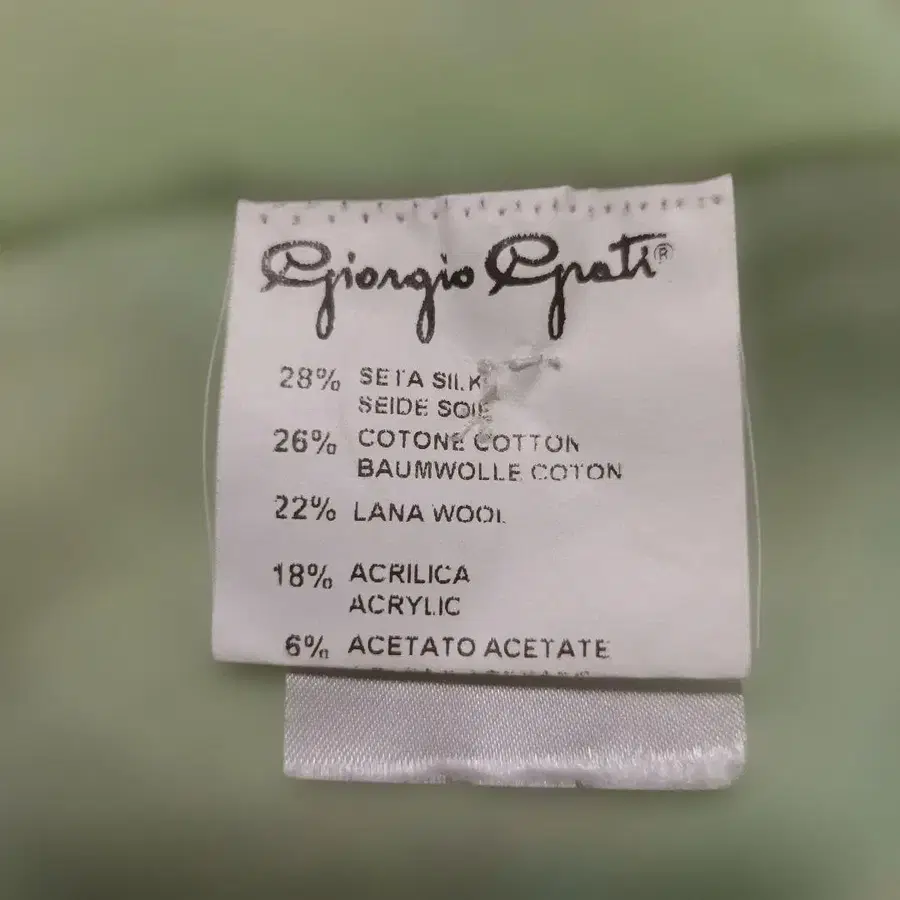 Giorgio Grati®
28% SETA SILK
SEIDE SOIE
26% COTONE COTTON
BAUMWOLLE COTON
22% LANA WOOL
18% ACRILICA
ACRYLIC
6% ACETATO ACETATE